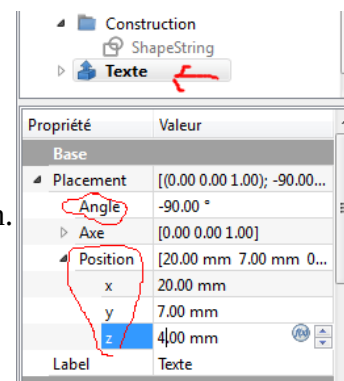 Construction
ShapeString
Texte
Propriété Valeur
Base
Placement [(0.00 0.00 1.00); -90.00...
n.
Angle -90.00 °
Axe [0.00 0.00 1.00]
Position [20.00 mm 7.00 mm 0...
x 20.00 mm
y 7.00 mm
z 4.00 mm
Label Texte